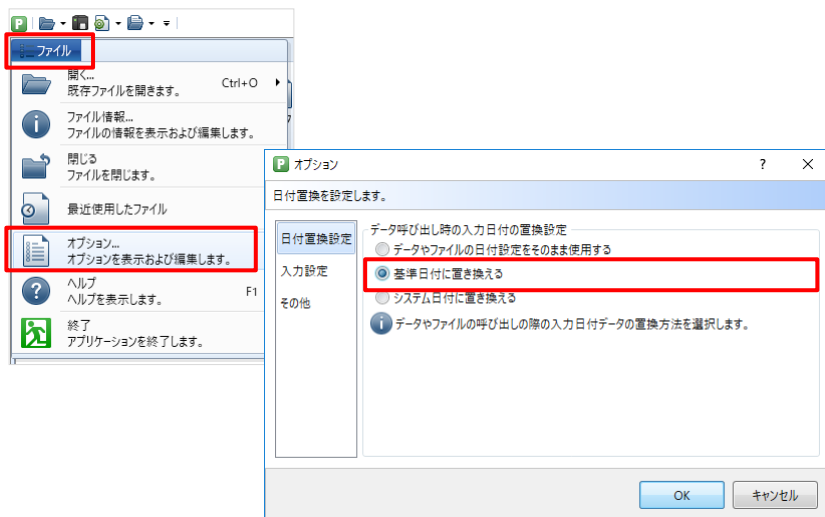 P
ファイル
開く...
Ctrl+O
既存ファイルを開きます。
ファイル情報...
ファイルの情報を表示および編集します。
閉じる
ファイルを閉じます。
最近使用したファイル
オプション...
オプションを表示および編集します。
ヘルプ
F1
ヘルプを表示します。
終了
アプリケーションを終了します。
P オプション
?
日付置換を設定します。
日付置換設定
入力設定
その他
データ呼び出し時の入力日付の置換設定
データやファイルの日付設定をそのまま使用する
基準日付に置き換える
システム日付に置き換える
データやファイルの呼び出しの際の入力日付データの置換方法を選択します。
OK
キャンセル